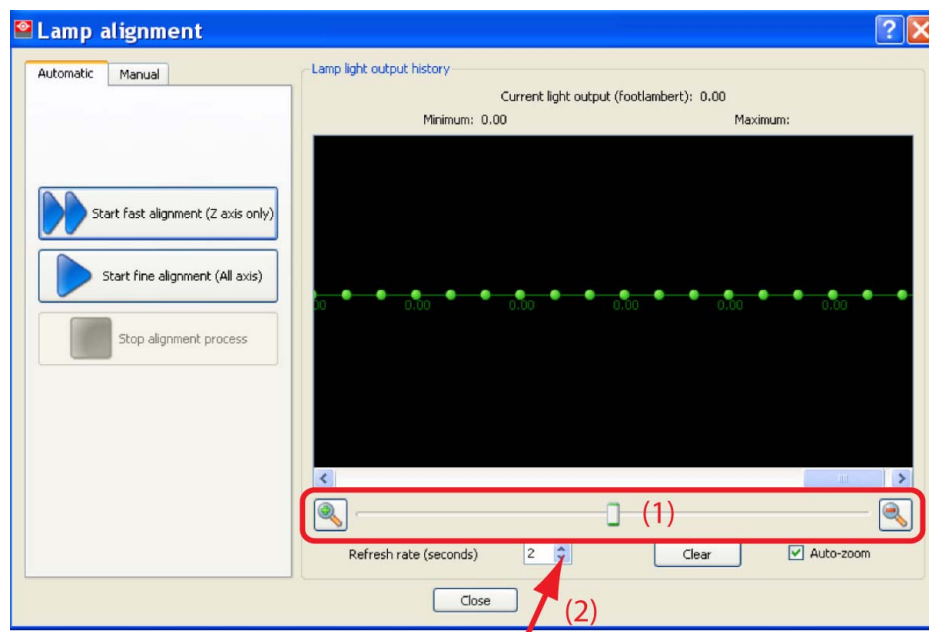 Lamp alignment
Automatic Manual
Lamp light output history
Current light output (footlambert): 0.00
Minimum: 0.00 Maximum:
Start fast alignment (Z axis only)
Start fine alignment (All axis)
00 0.00 0.00 0.00 0.00 0.00
Stop alignment process
(1)
Refresh rate (seconds) 2 Clear Auto-zoom
Close (2)